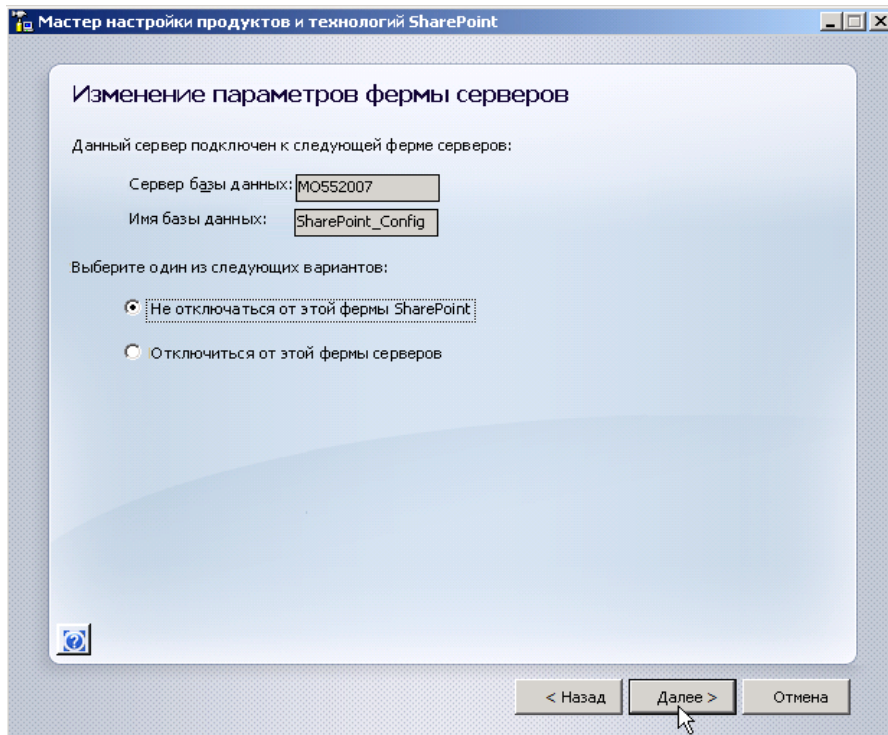 Мастер настройки продуктов и технологий SharePoint
Изменение параметров фермы серверов
Данный сервер подключен к следующей ферме серверов:
Сервер базы данных: MO552007
Имя базы данных: SharePoint_Config
Выберите один из следующих вариантов:
Не отключаться от этой фермы SharePoint
Отключиться от этой фермы серверов
< Назад Далее > Отмена